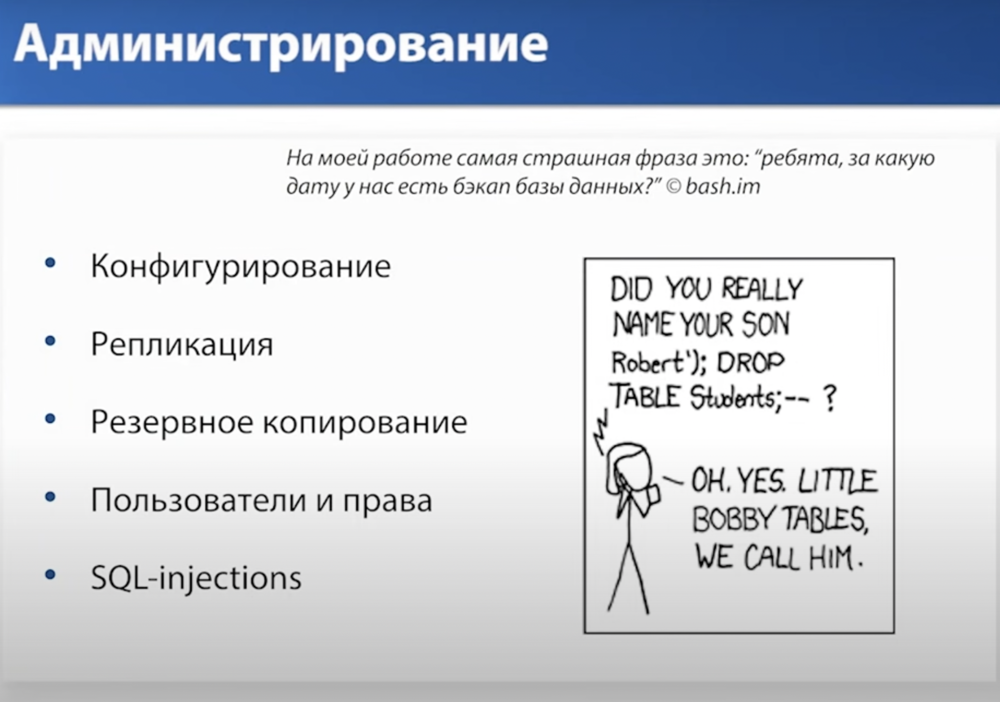 Администрирование
На моей работе самая страшная фраза это: “ребята, за какую
дату у нас есть бэкап базы данных?” © bash.im
• Конфигурирование
• Репликация
• Резервное копирование
• Пользователи и права
• SQL-injections
DID YOU REALLY
NAME YOUR SON
Robert'); DROP
TABLE Students;-- ?
OH. YES. LITTLE
BOBBY TABLES,
WE CALL HIM.